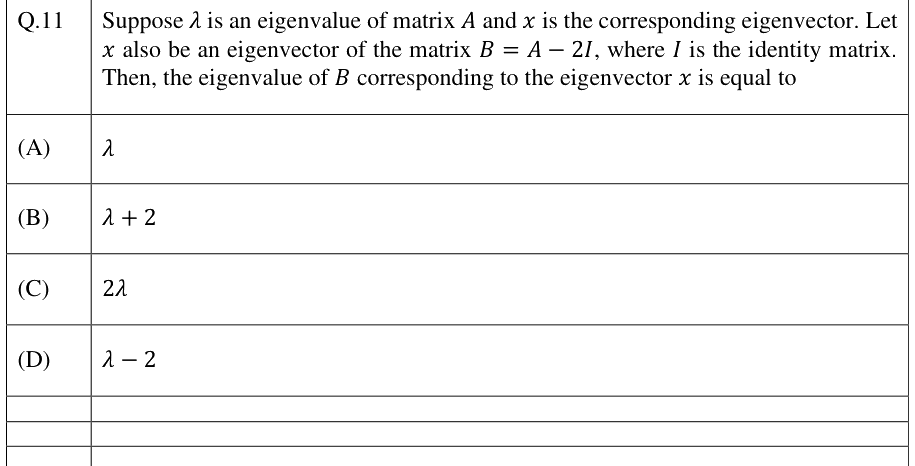 Q.11 Suppose λ is an eigenvalue of matrix A and x is the corresponding eigenvector. Let
x also be an eigenvector of the matrix B = A − 2I, where I is the identity matrix.
Then, the eigenvalue of B corresponding to the eigenvector x is equal to
(A) λ
(B) λ + 2
(C) 2λ
(D) λ − 2